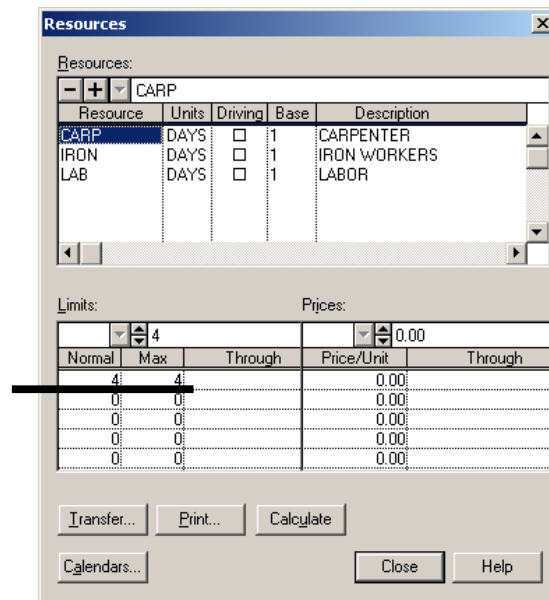 Resources
Resources:
CARP
Resource Units Driving Base Description
CARP DAYS 1 CARPENTER
IRON DAYS 1 IRON WORKERS
LAB DAYS 1 LABOR
Limits: Prices:
4 0.00
Normal Max Through Price/Unit Through
4 4 0.00
0 0 0.00
0 0 0.00
0 0 0.00
0 0 0.00
Transfer... Print... Calculate
Calendars... Close Help